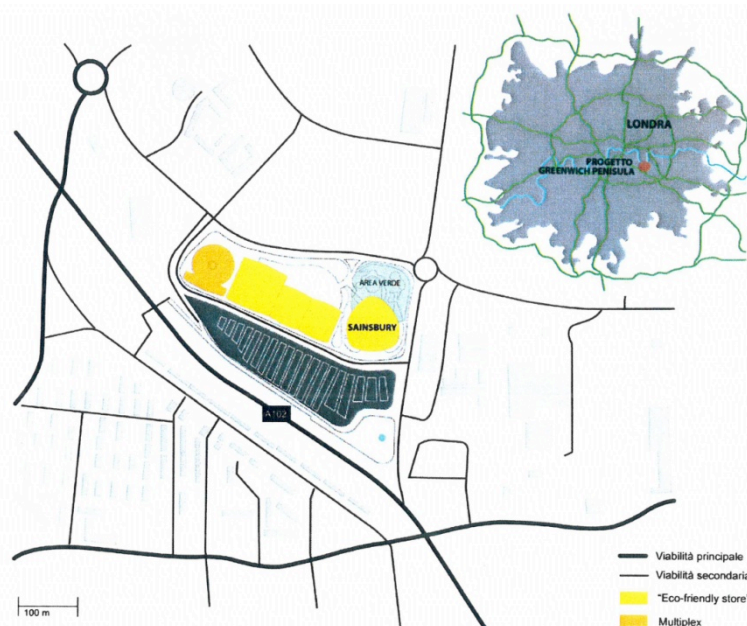 LONDRA
PROGETTO
GREENWICH PENISULA
AREA VERDE
SAINSBURY
A102
Viabilità principale
Viabilità secondaria
"Eco-friendly store"
Multiplex
100 m